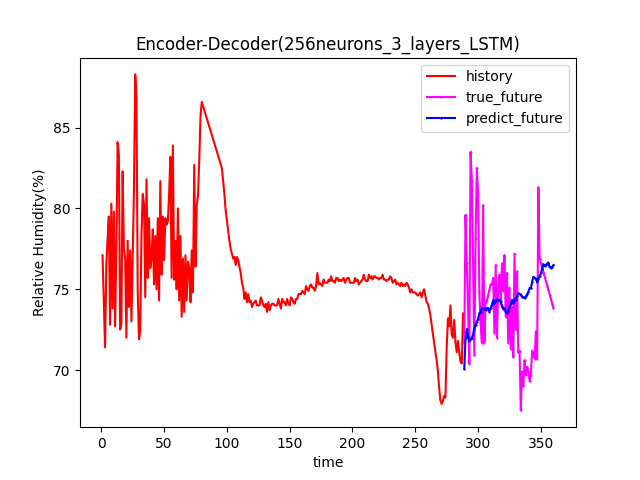 Encoder-Decoder(256neurons_3_layers_LSTM)
history
true_future
predict_future
Relative Humidity(%)
85
80
75
70
0 50 100 150 200 250 300 350
time